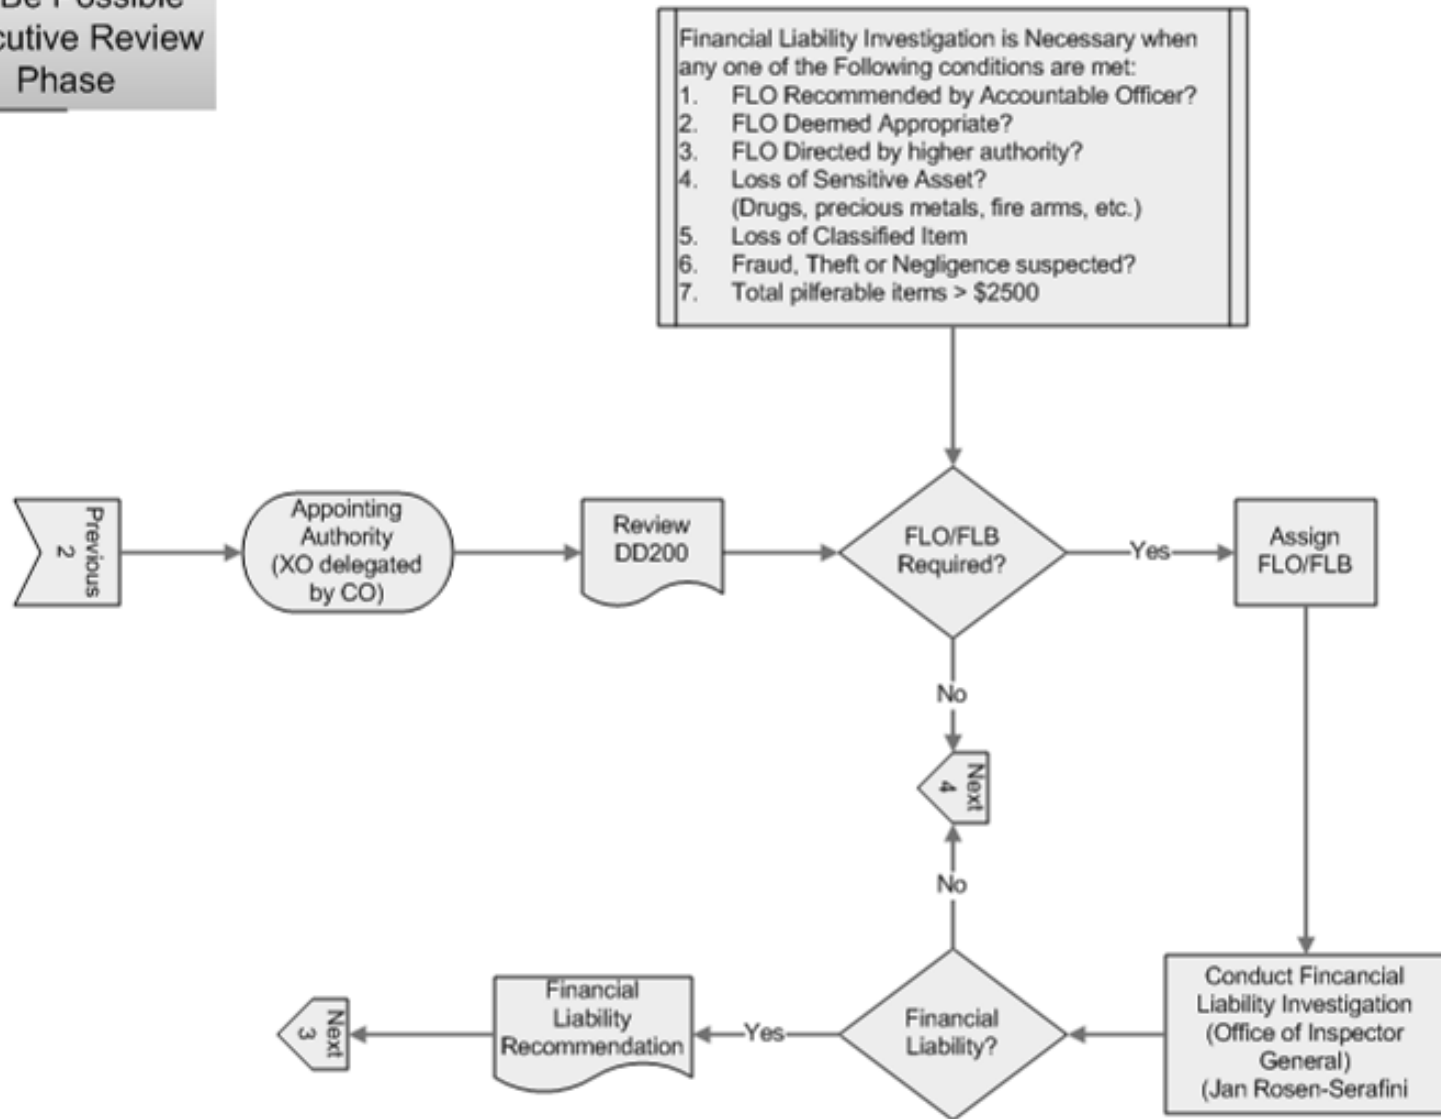 Be Possible
cutive Review
Phase
Financial Liability Investigation is Necessary when
any one of the Following conditions are met:
1. FLO Recommended by Accountable Officer?
2. FLO Deemed Appropriate?
3. FLO Directed by higher authority?
4. Loss of Sensitive Asset?
(Drugs, precious metals, fire arms, etc.)
5. Loss of Classified Item
6. Fraud, Theft or Negligence suspected?
7. Total pilferable items > $2500
Previous
2
Appointing
Authority
(XO delegated
by CO)
Review
DD200
FLO/FLB
Required?
Yes
Assign
FLO/FLB
No
Next
4
No
Conduct Fincancial
Liability Investigation
(Office of Inspector
General)
(Jan Rosen-Serafini
Financial
Liability?
Yes
Financial
Liability
Recommendation
Next
3